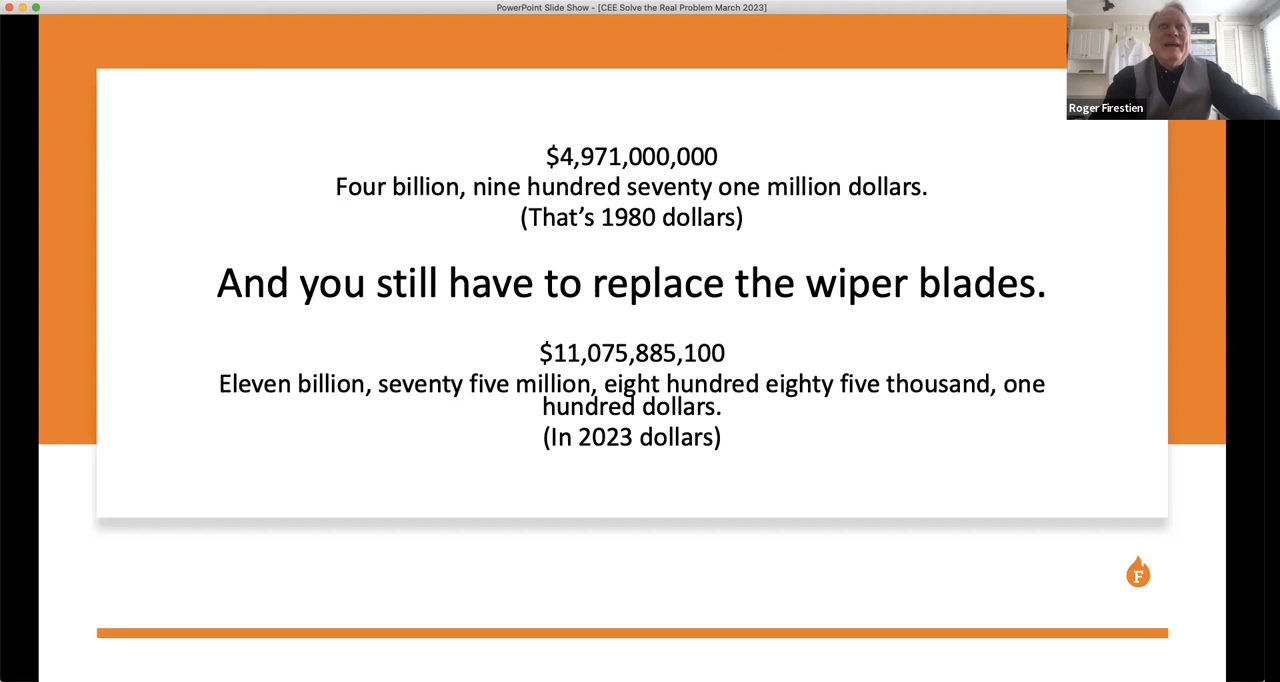 PowerPoint Slide Show - [CEE Solve the Real Problem March 2023]
Roger Firestien
$4,971,000,000
Four billion, nine hundred seventy one million dollars.
(That’s 1980 dollars)
And you still have to replace the wiper blades.
$11,075,885,100
Eleven billion, seventy five million, eight hundred eighty five thousand, one
hundred dollars.
(In 2023 dollars)
F